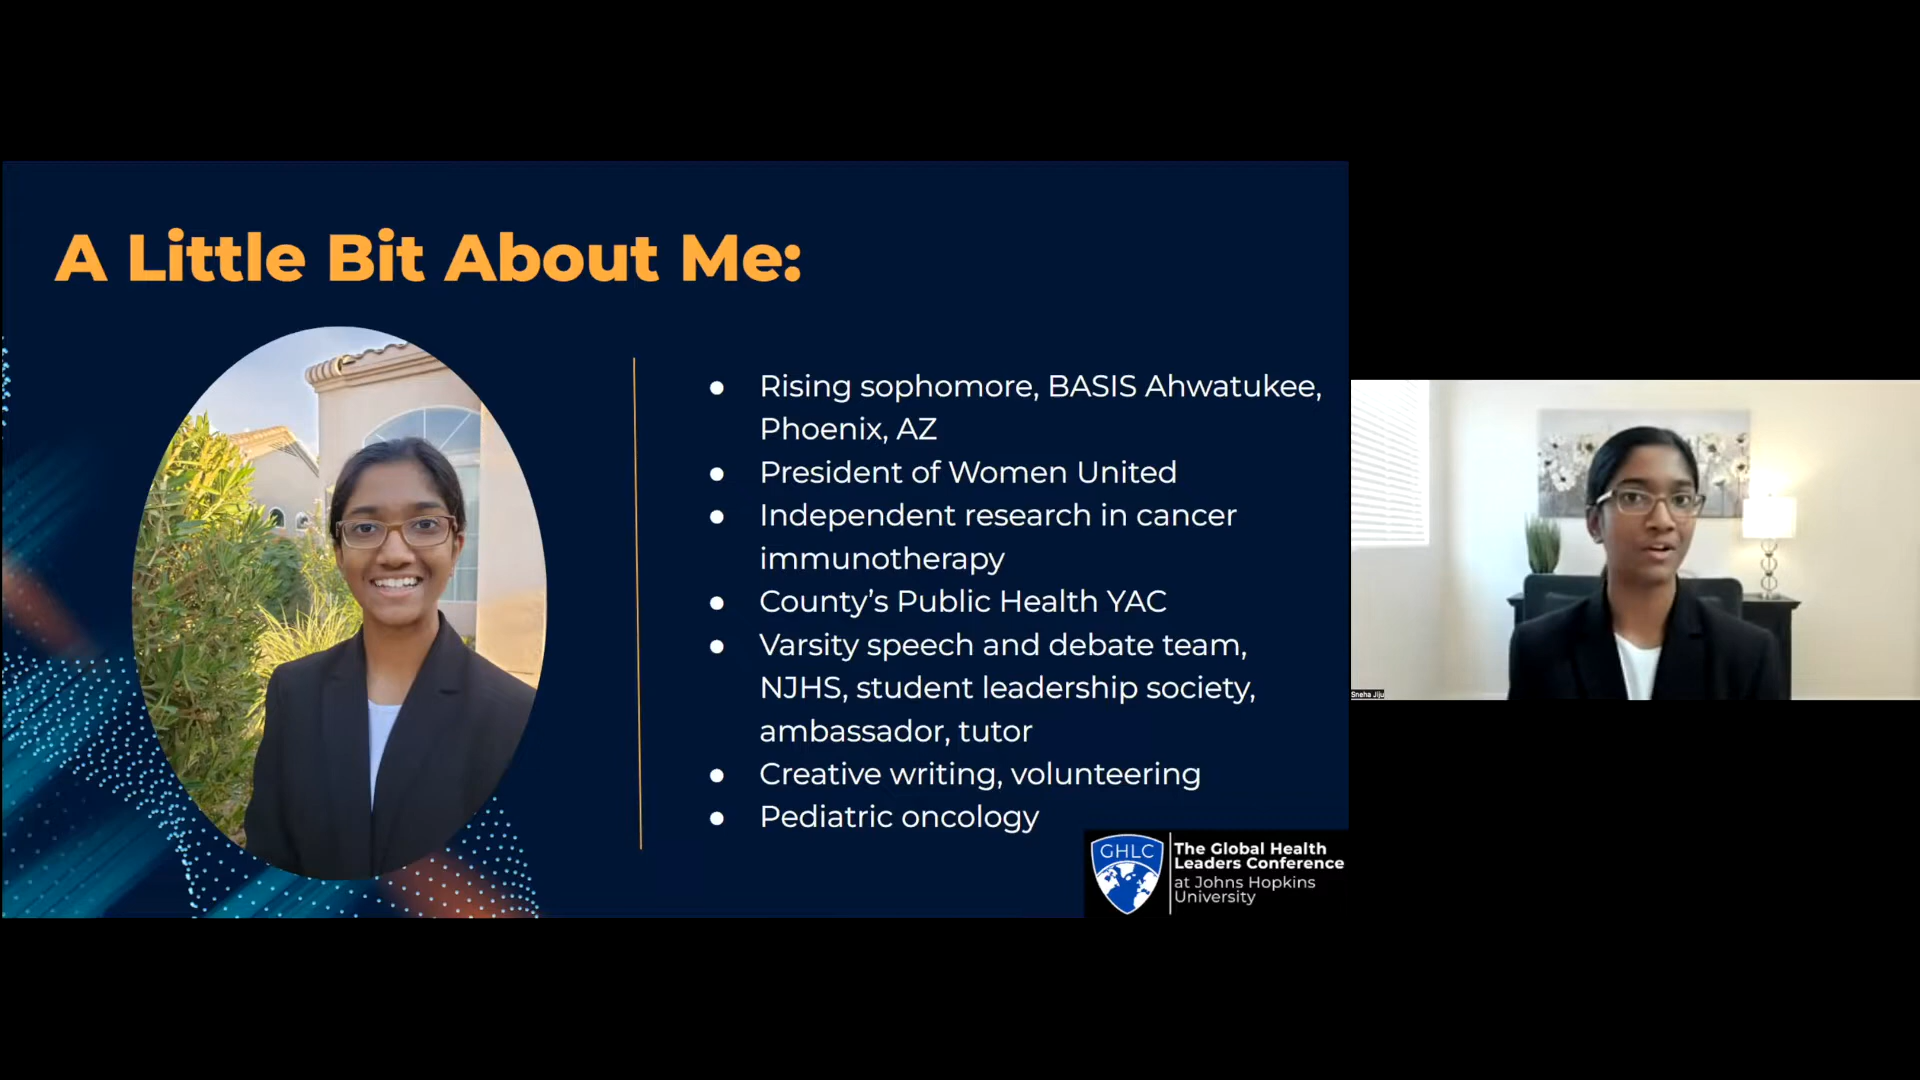 A Little Bit About Me:
● Rising sophomore, BASIS Ahwatukee,
Phoenix, AZ
● President of Women United
● Independent research in cancer
immunotherapy
● County’s Public Health YAC
● Varsity speech and debate team,
NJHS, student leadership society,
ambassador, tutor
● Creative writing, volunteering
● Pediatric oncology
GHLC
The Global Health
Leaders Conference
at Johns Hopkins
University
Sneha Jiju